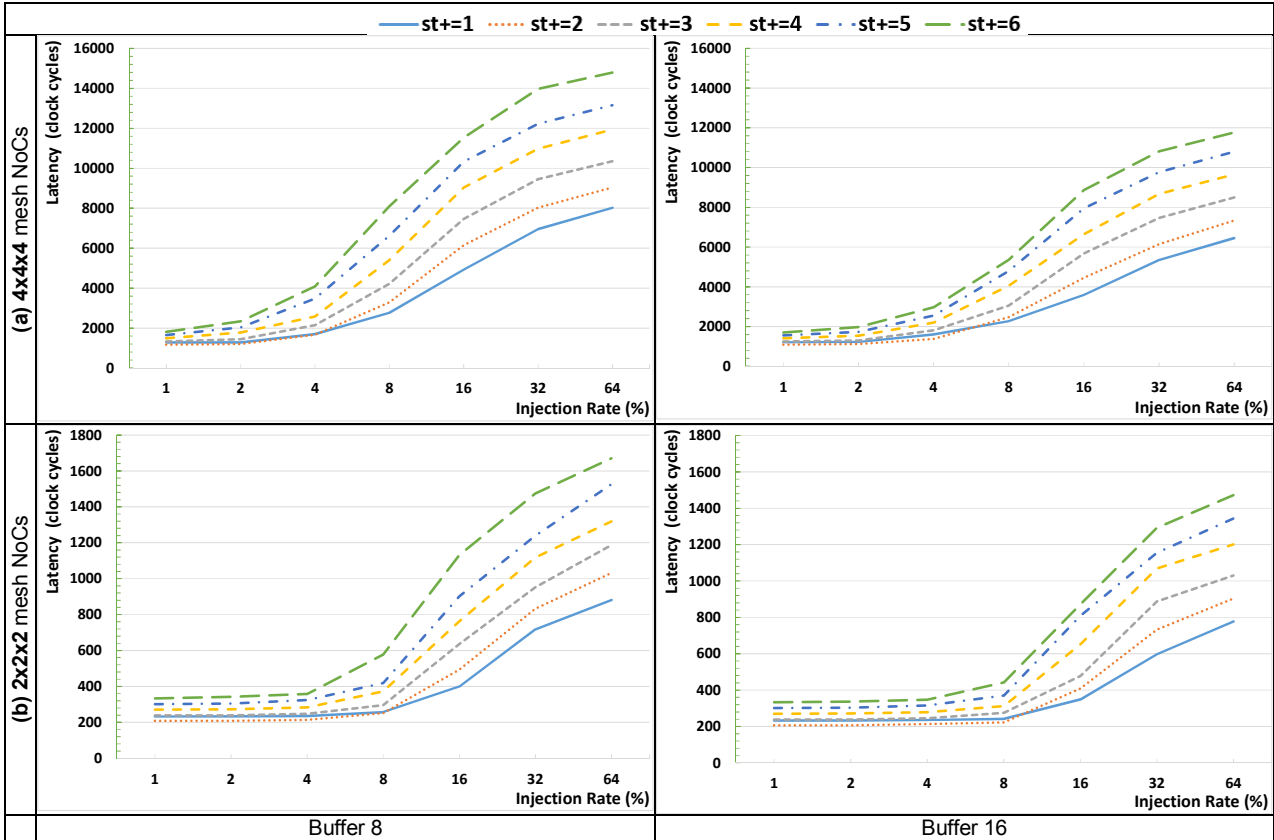 st+=1 st+=2 st+=3 st+=4 st+=5 st+=6
(a) 4x4x4 mesh NoCs
Latency (clock cycles)
16000
14000
12000
10000
8000
6000
4000
2000
0
1 2 4 8 16 32 64
Injection Rate (%)
Latency (clock cycles)
16000
14000
12000
10000
8000
6000
4000
2000
0
1 2 4 8 16 32 64
Injection Rate (%)
(b) 2x2x2 mesh NoCs
Latency (clock cycles)
1800
1600
1400
1200
1000
800
600
400
200
0
1 2 4 8 16 32 64
Injection Rate (%)
Latency (clock cycles)
1800
1600
1400
1200
1000
800
600
400
200
0
1 2 4 8 16 32 64
Injection Rate (%)
Buffer 8
Buffer 16